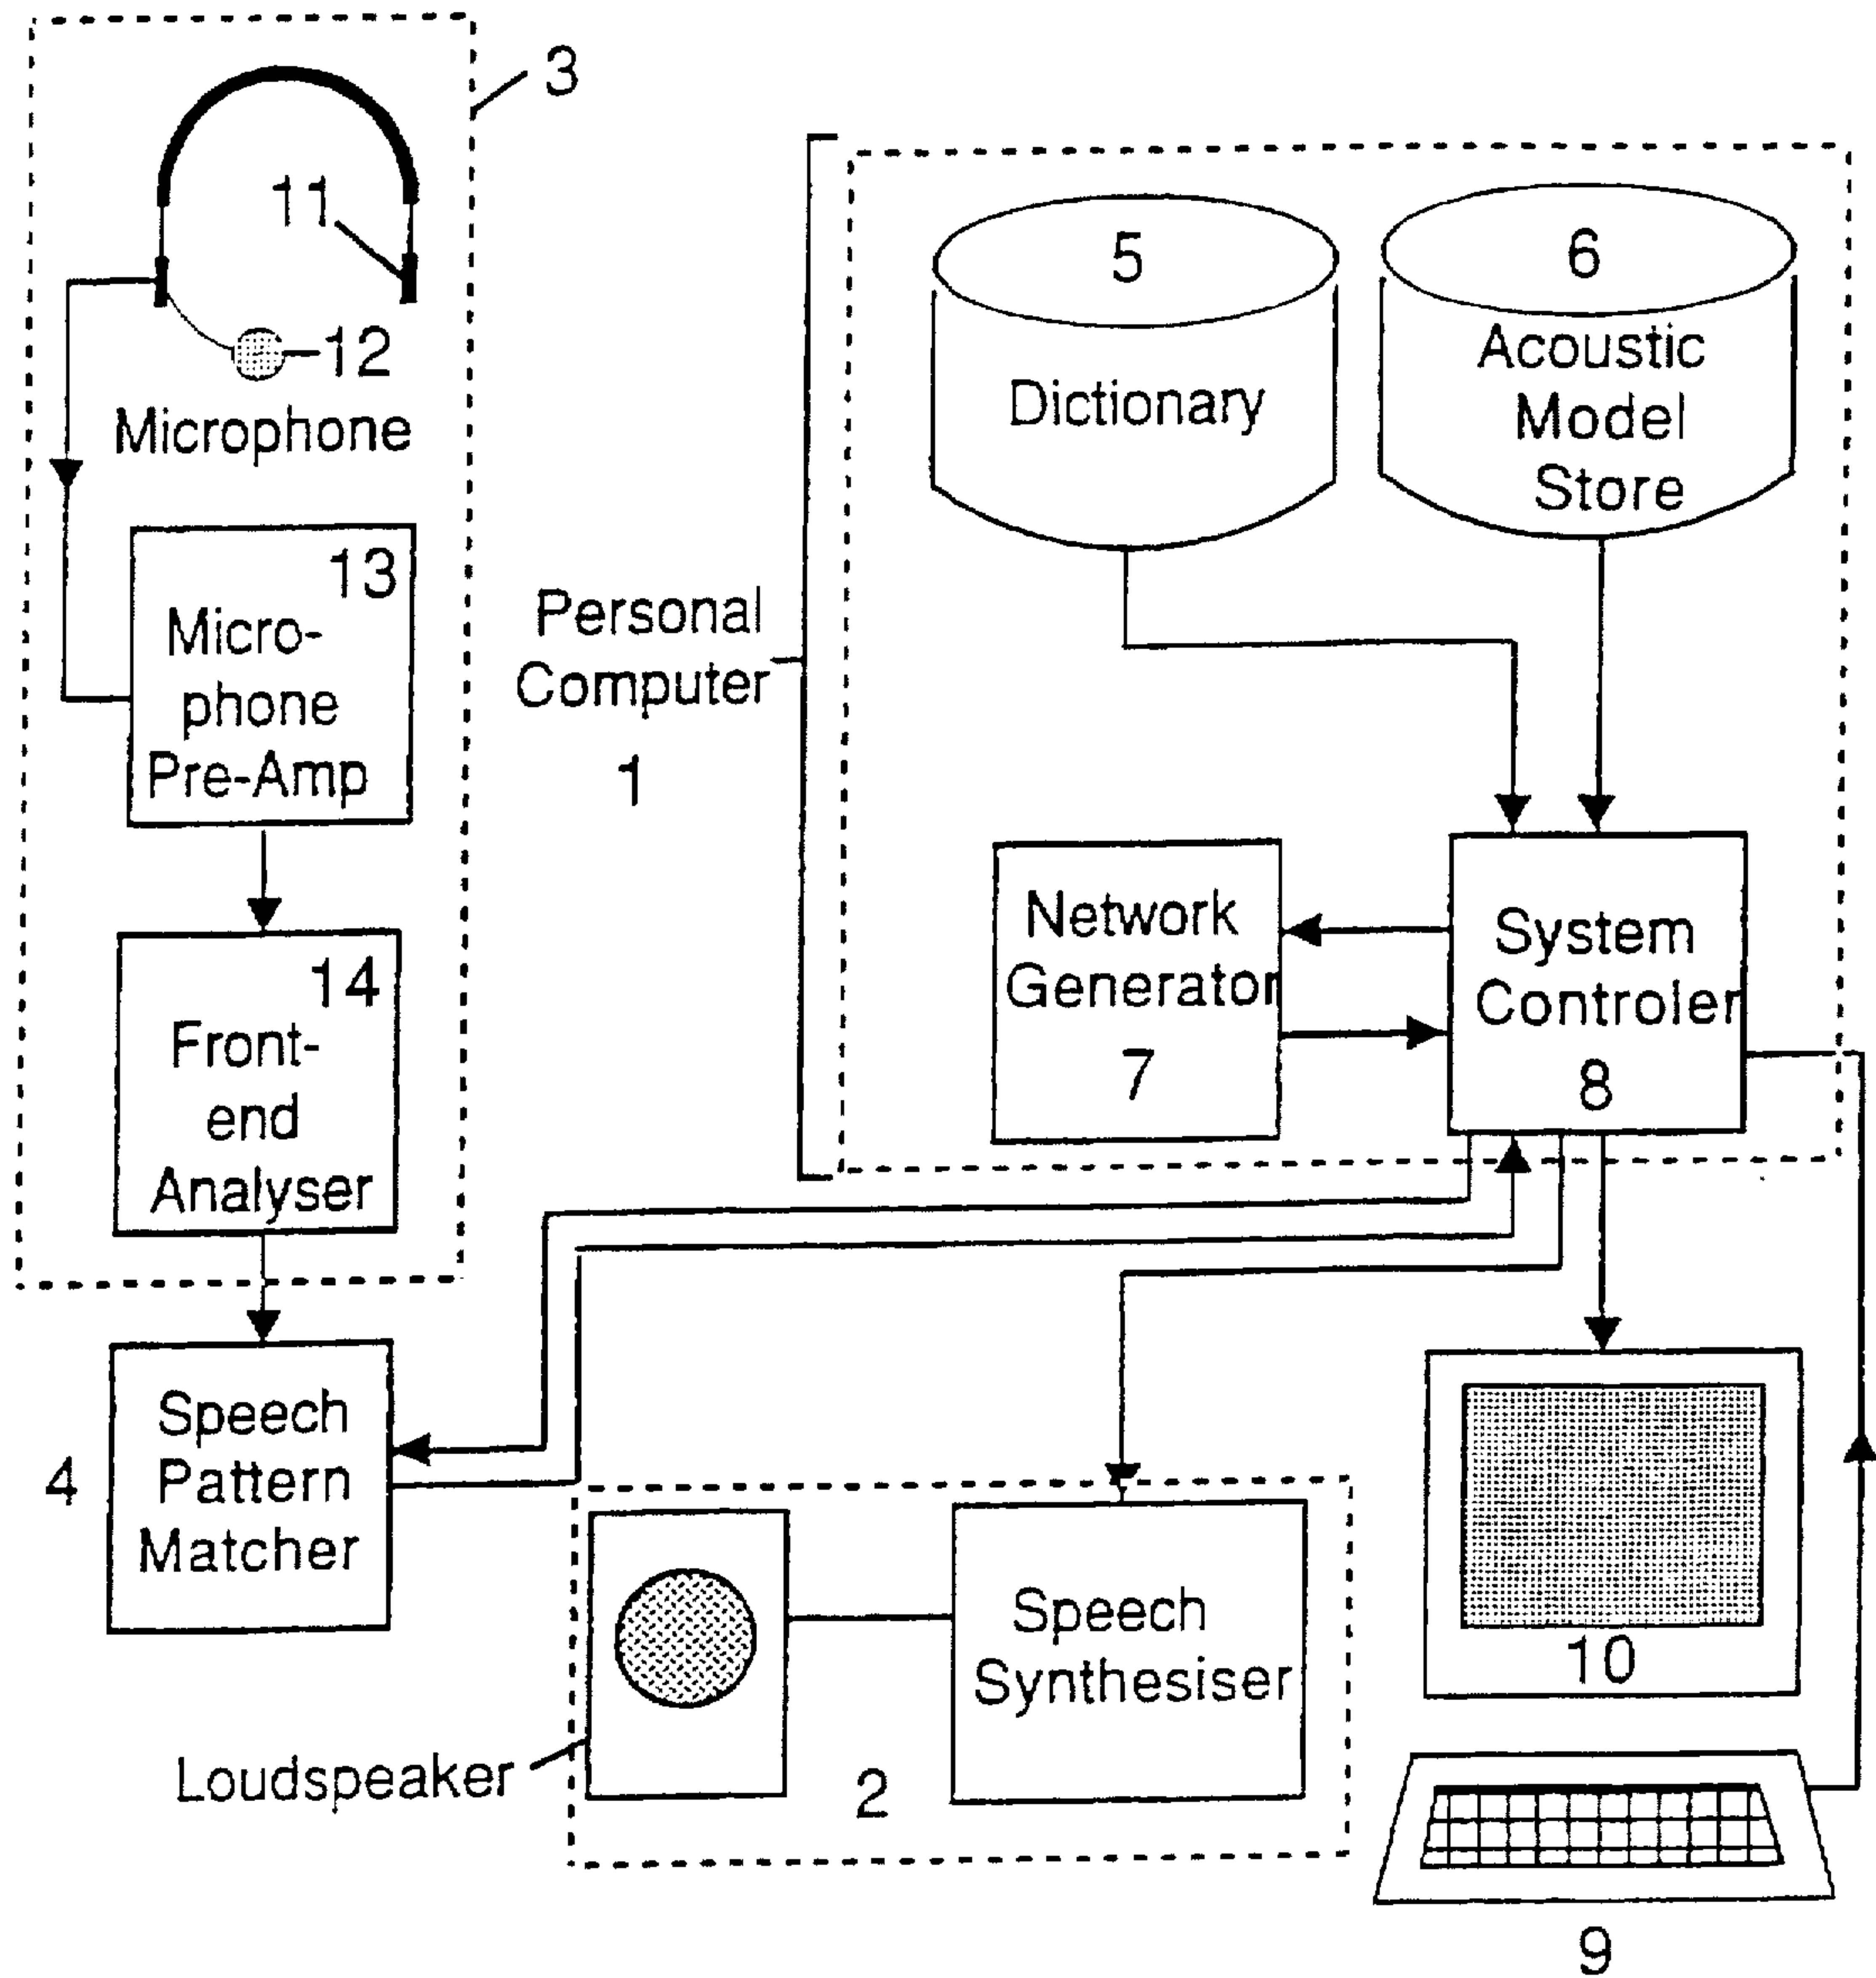 3
11
12
Microphone
13
Micro-
phone
Pre-Amp
14
Front-
end
Analyser
4
Speech
Pattern
Matcher
Personal
Computer
1
5
Dictionary
6
Acoustic
Model
Store
Network
Generator
7
System
Controler
8
Loudspeaker
2
Speech
Synthesiser
10
9